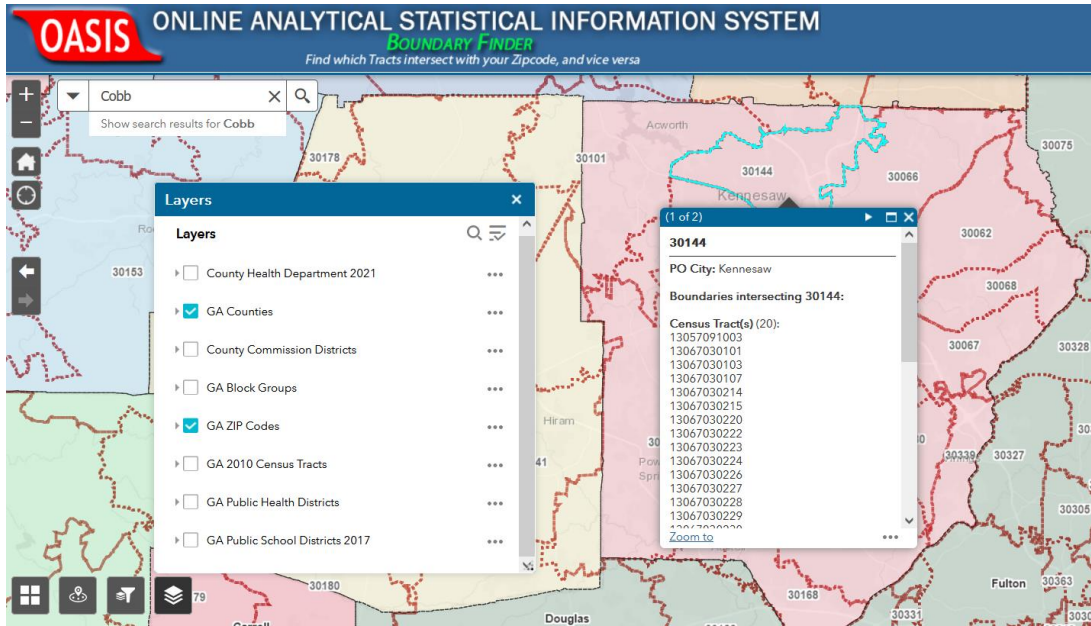 OASIS
ONLINE ANALYTICAL STATISTICAL INFORMATION SYSTEM
BOUNDARY FINDER
Find which Tracts intersect with your Zipcode, and vice versa
Cobb
Show search results for Cobb
Acworth
30178
30101
30144
30066
30075
Kennesaw
30062
30068
30067
30328
30153
Hiram
30339
30327
30305
30180
30168
Fulton
30363
30331
Douglas
79
41
Layers
Layers
County Health Department 2021
GA Counties
County Commission Districts
GA Block Groups
GA ZIP Codes
GA 2010 Census Tracts
GA Public Health Districts
GA Public School Districts 2017
(1 of 2)
30144
PO City: Kennesaw
Boundaries intersecting 30144:
Census Tract(s) (20):
13057091003
13067030101
13067030103
13067030107
13067030214
13067030215
13067030220
13067030222
13067030223
13067030224
13067030226
13067030227
13067030228
13067030229
Zoom to